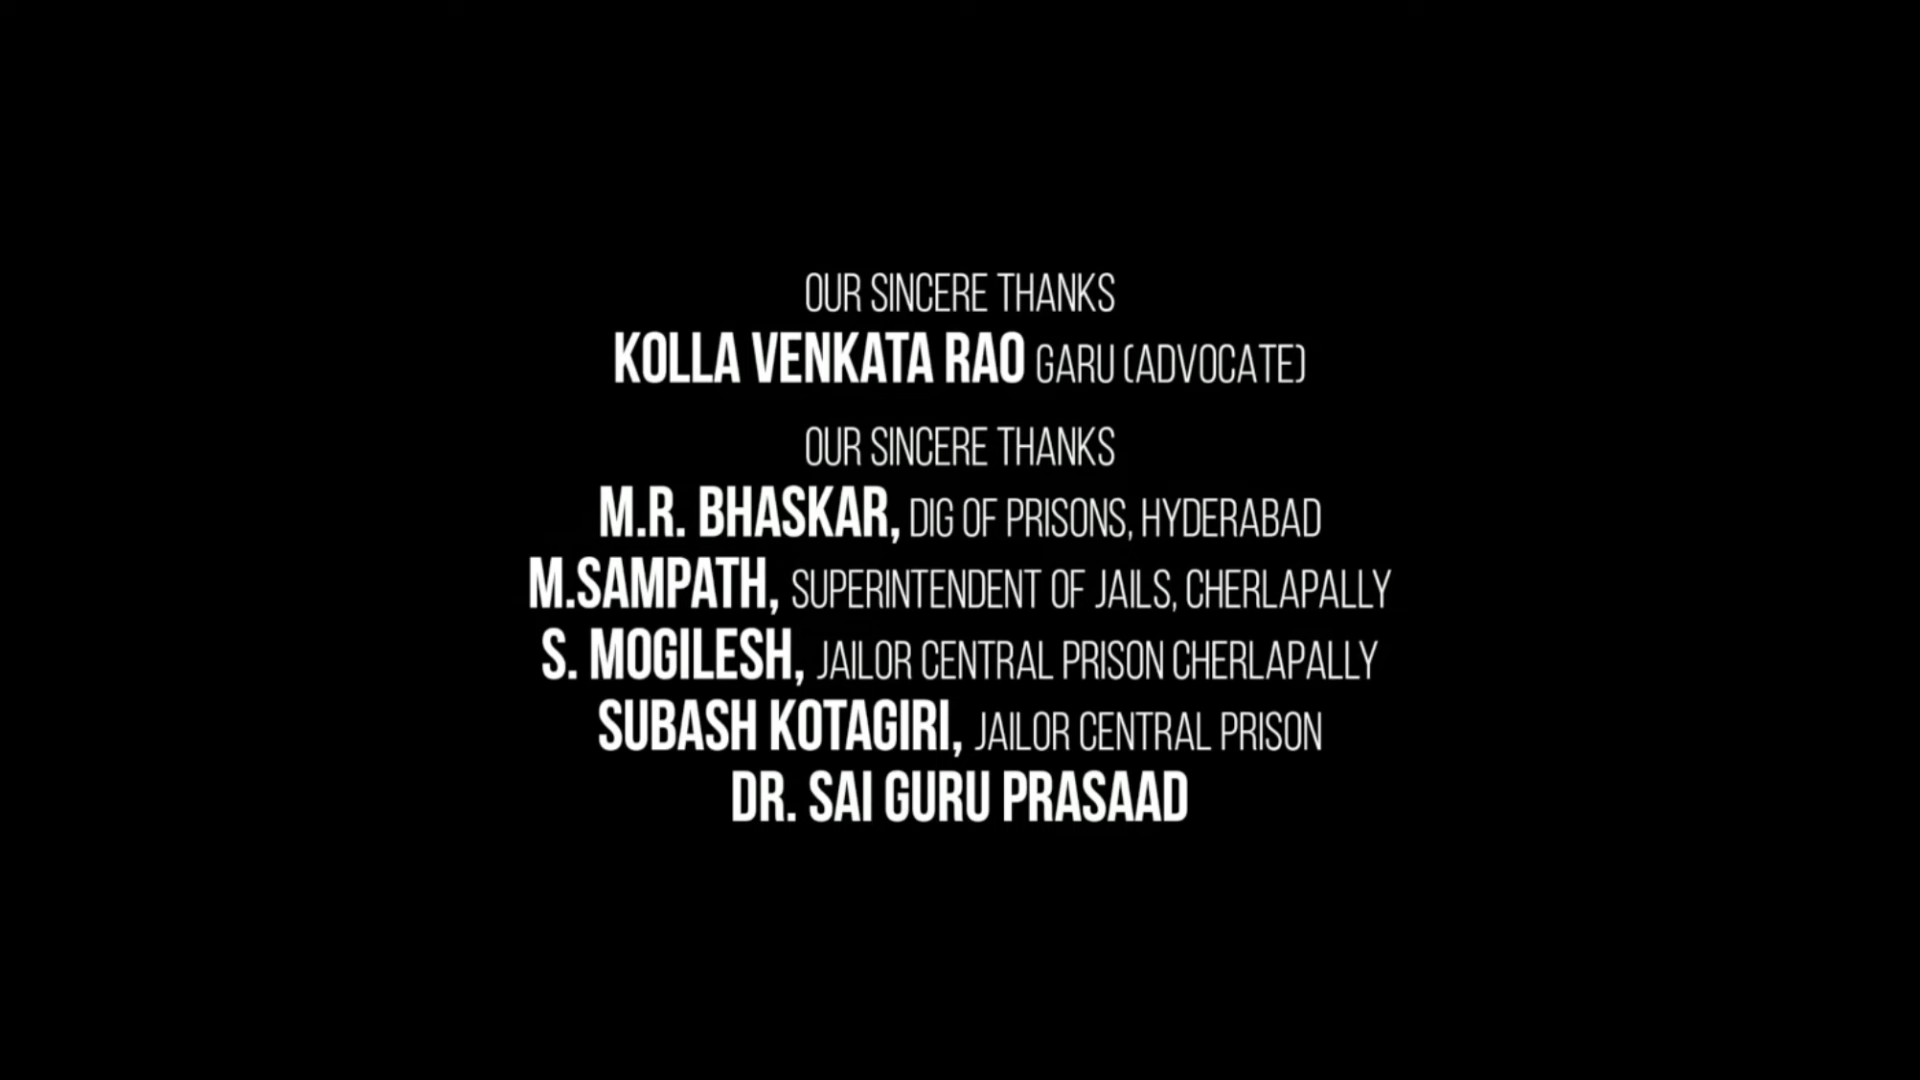 OUR SINCERE THANKS
KOLLA VENKATA RAO GARU (ADVOCATE)
OUR SINCERE THANKS
M.R. BHASKAR, DIG OF PRISONS, HYDERABAD
M.SAMPATH, SUPERINTENDENT OF JAILS, CHERLAPALLY
S. MOGILESH, JAILOR CENTRAL PRISON CHERLAPALLY
SUBASH KOTAGIRI, JAILOR CENTRAL PRISON
DR. SAI GURU PRASAAD